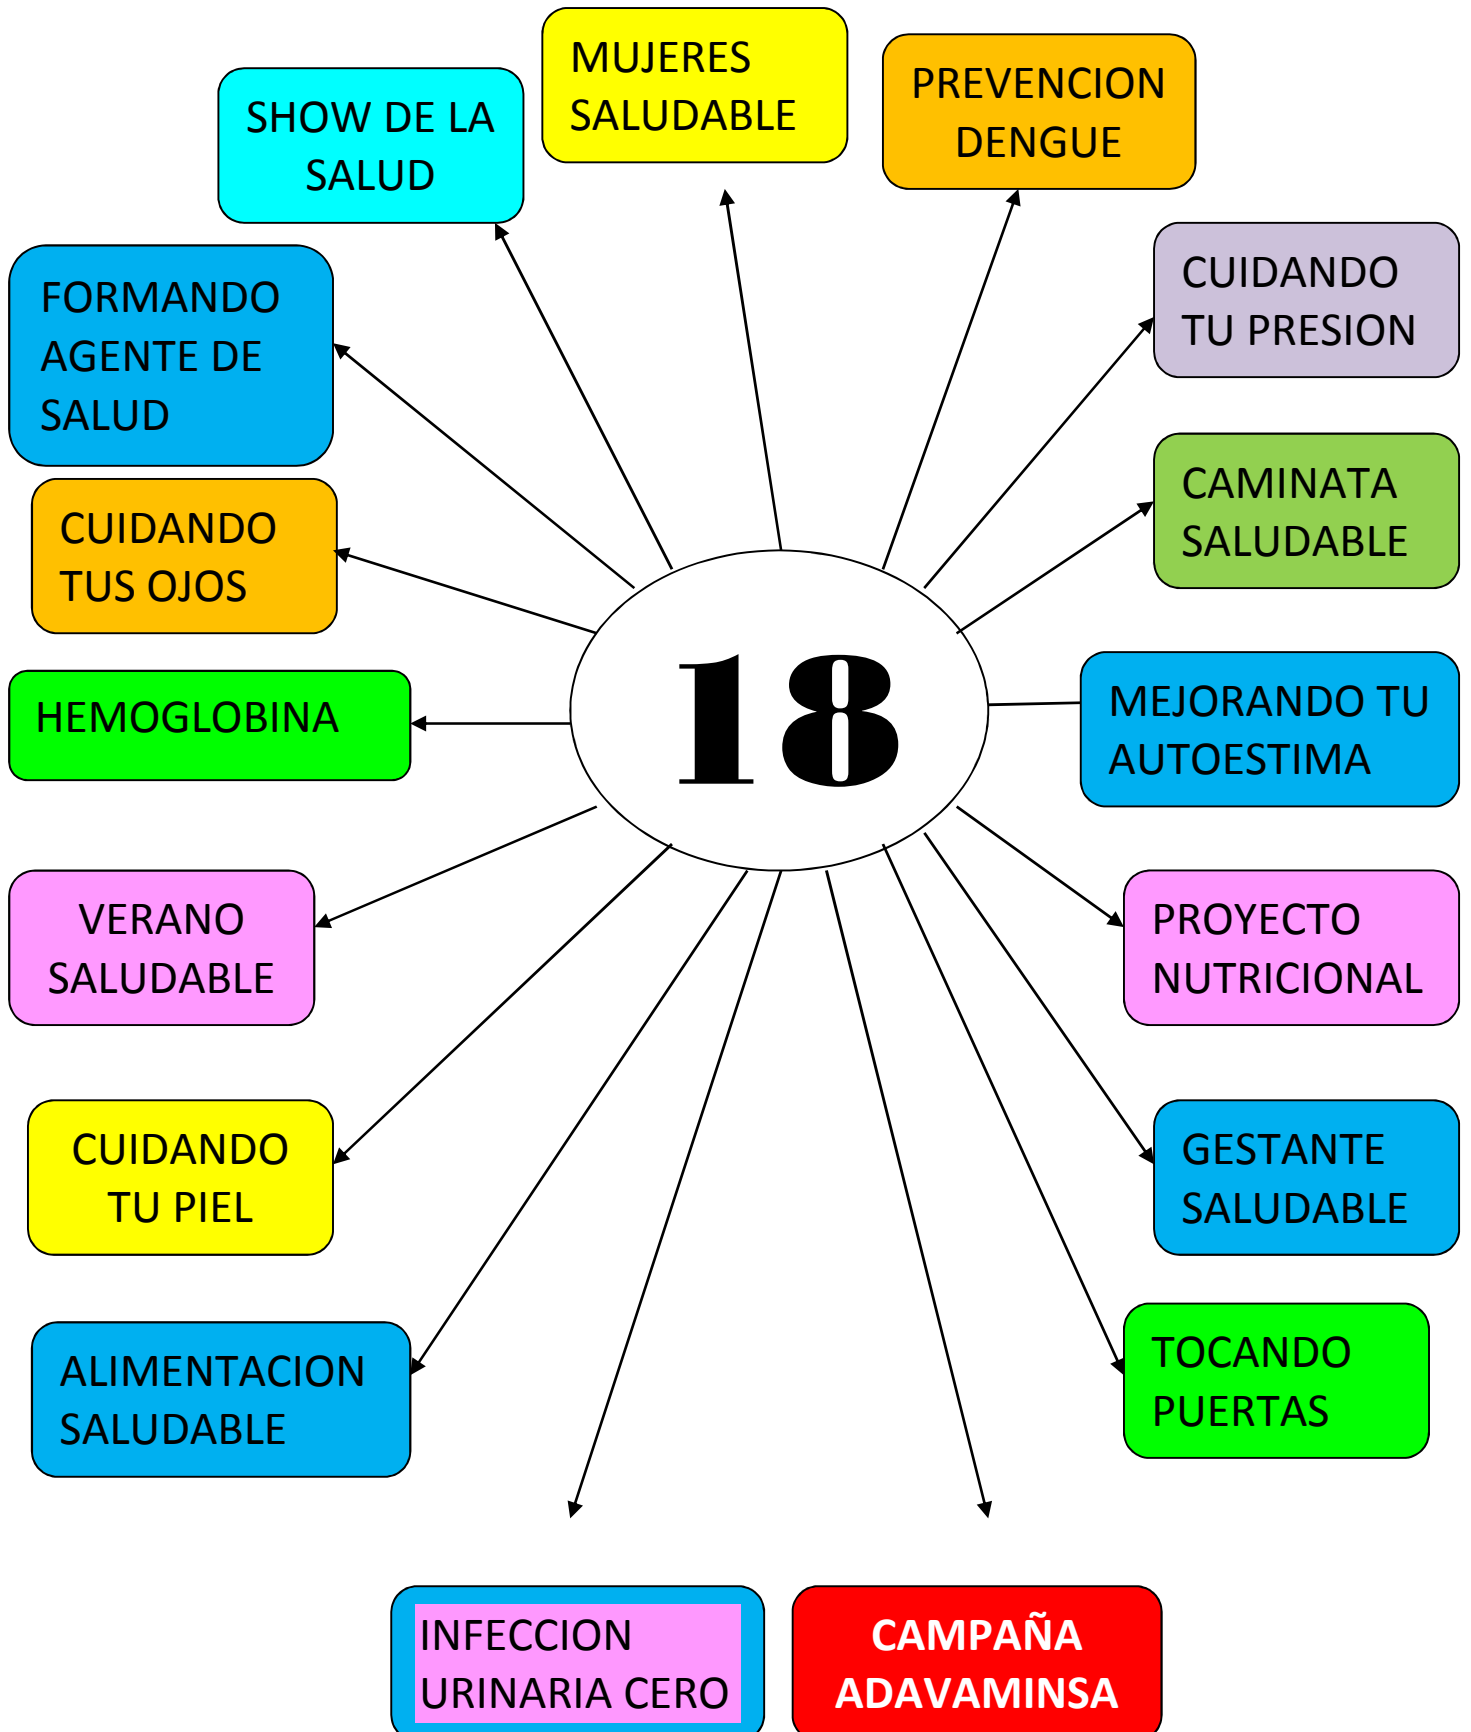 MUJERES
SALUDABLE
PREVENCION
DENGUE
SHOW DE LA
SALUD
CUIDANDO
TU PRESION
FORMANDO
AGENTE DE
SALUD
CAMINATA
SALUDABLE
CUIDANDO
TUS OJOS
18
MEJORANDO TU
AUTOESTIMA
HEMOGLOBINA
VERANO
SALUDABLE
PROYECTO
NUTRICIONAL
CUIDANDO
TU PIEL
GESTANTE
SALUDABLE
ALIMENTACION
SALUDABLE
TOCANDO
PUERTAS
INFECCION
URINARIA CERO
CAMPAÑA
ADAVAMINSA